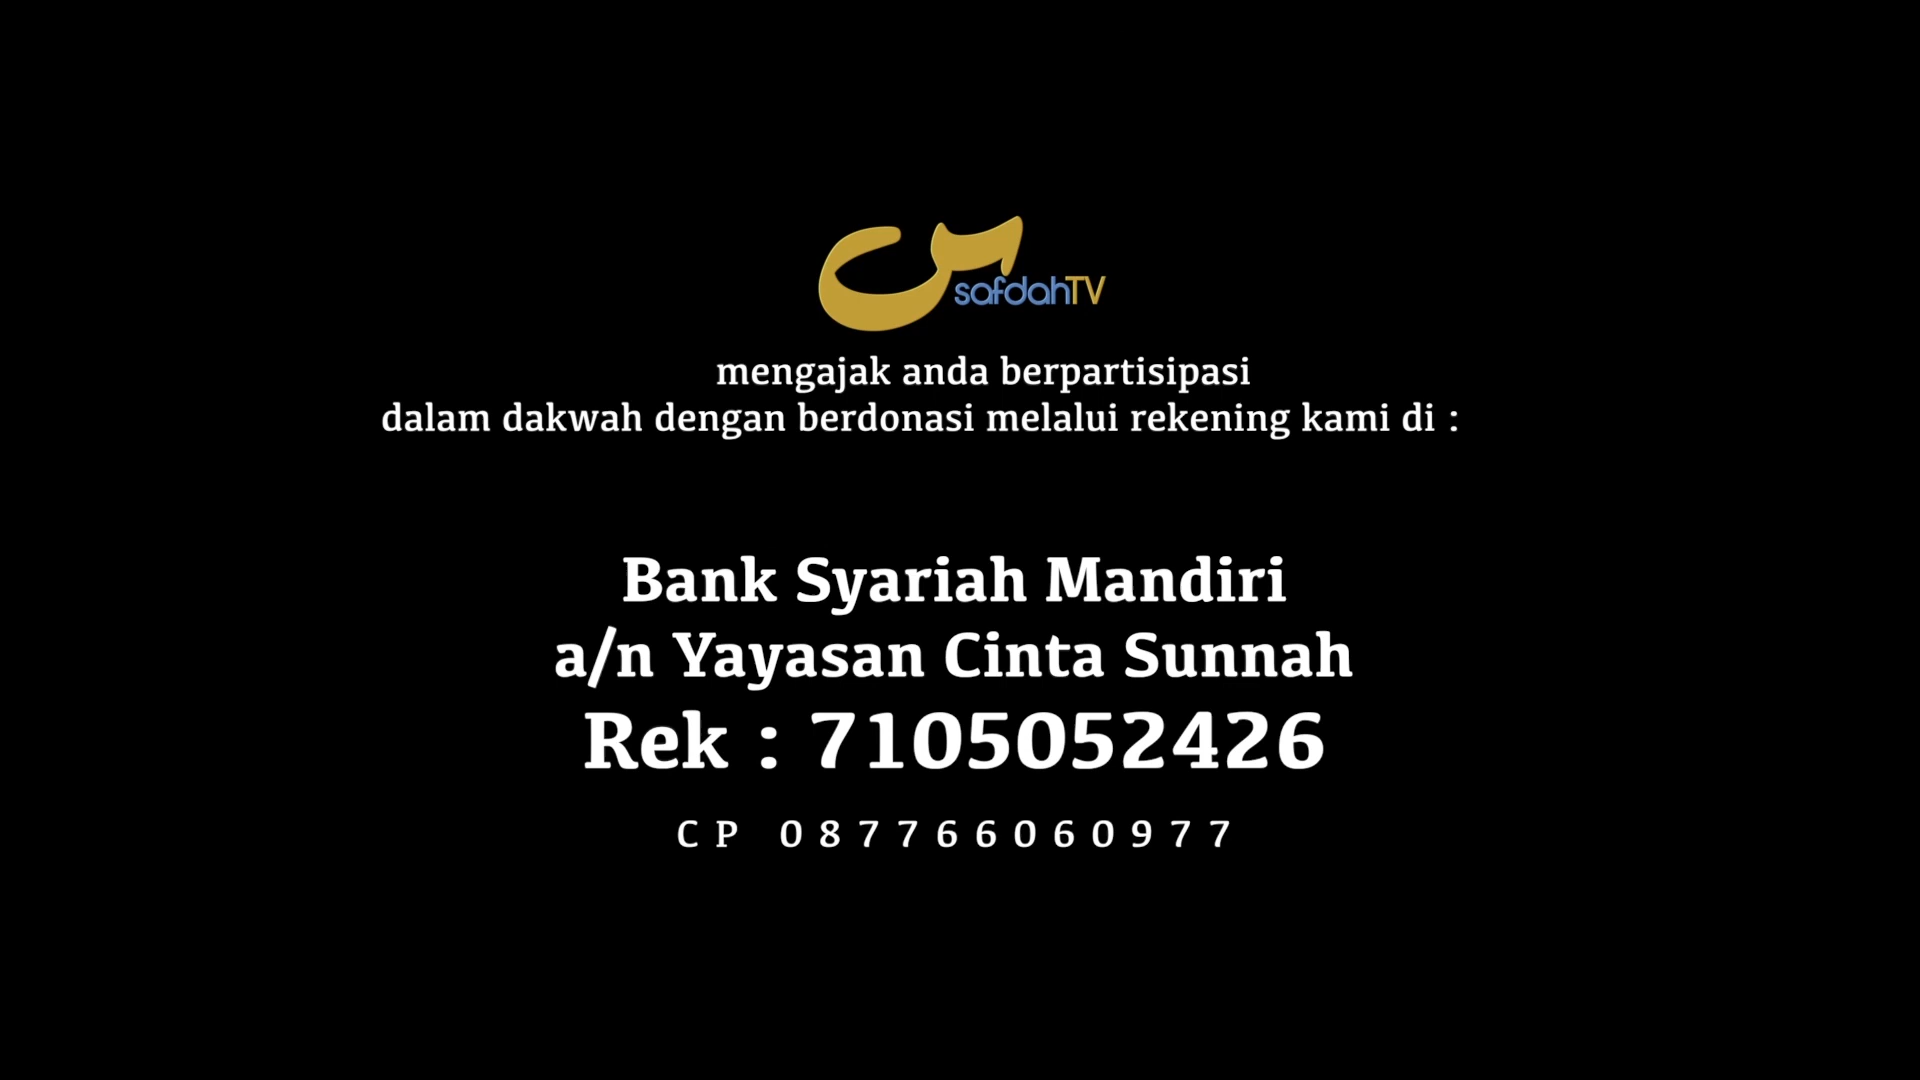 safdahTV
mengajak anda berpartisipasi
dalam dakwah dengan berdonasi melalui rekening kami di :
Bank Syariah Mandiri
a/n Yayasan Cinta Sunnah
Rek : 7105052426
CP 087766060977